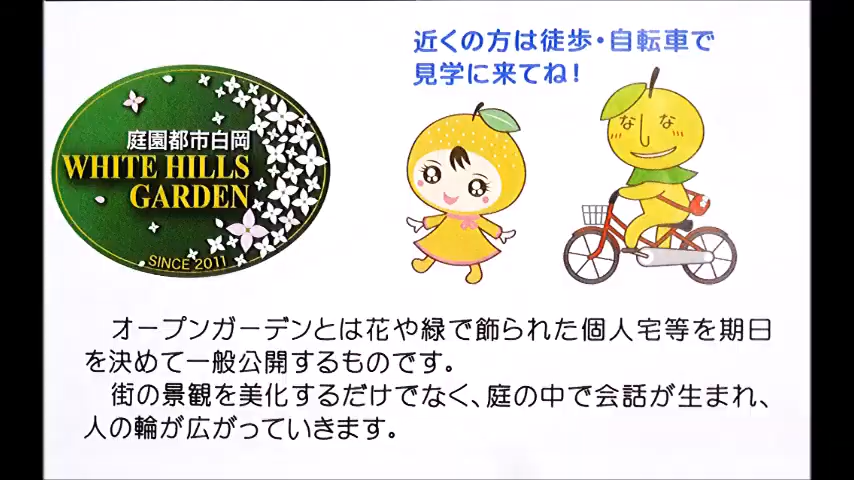 近くの方は徒歩・自転車で
見学に来てね!
庭園都市白岡
WHITE HILLS
GARDEN
SINCE 2011
オープンガーデンとは花や緑で飾られた個人宅等を期日
を決めて一般公開するものです。
街の景観を美化するだけでなく、庭の中で会話が生まれ、
人の輪が広がっていきます。